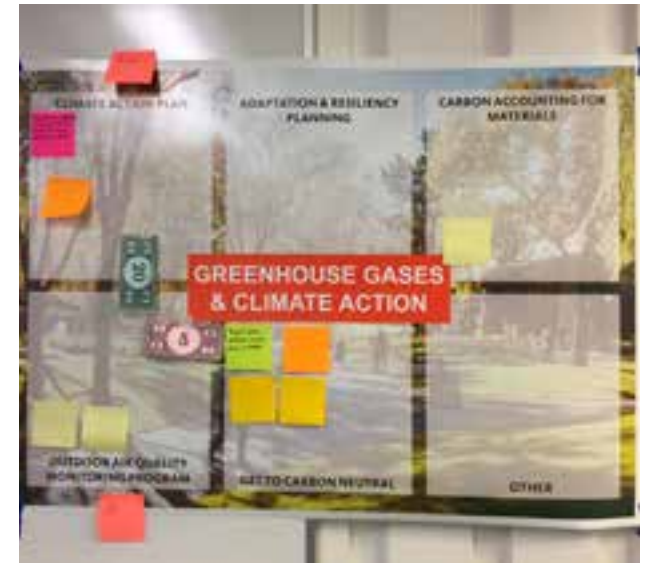 CLIMATE ACTION PLAN
ADAPTATION & RESILIENCY
PLANNING
CARBON ACCOUNTING FOR
MATERIALS
20
GREENHOUSE GASES
& CLIMATE ACTION
5
OUTDOOR AIR QUALITY
MONITORING PROGRAM
GET TO CARBON NEUTRAL
OTHER